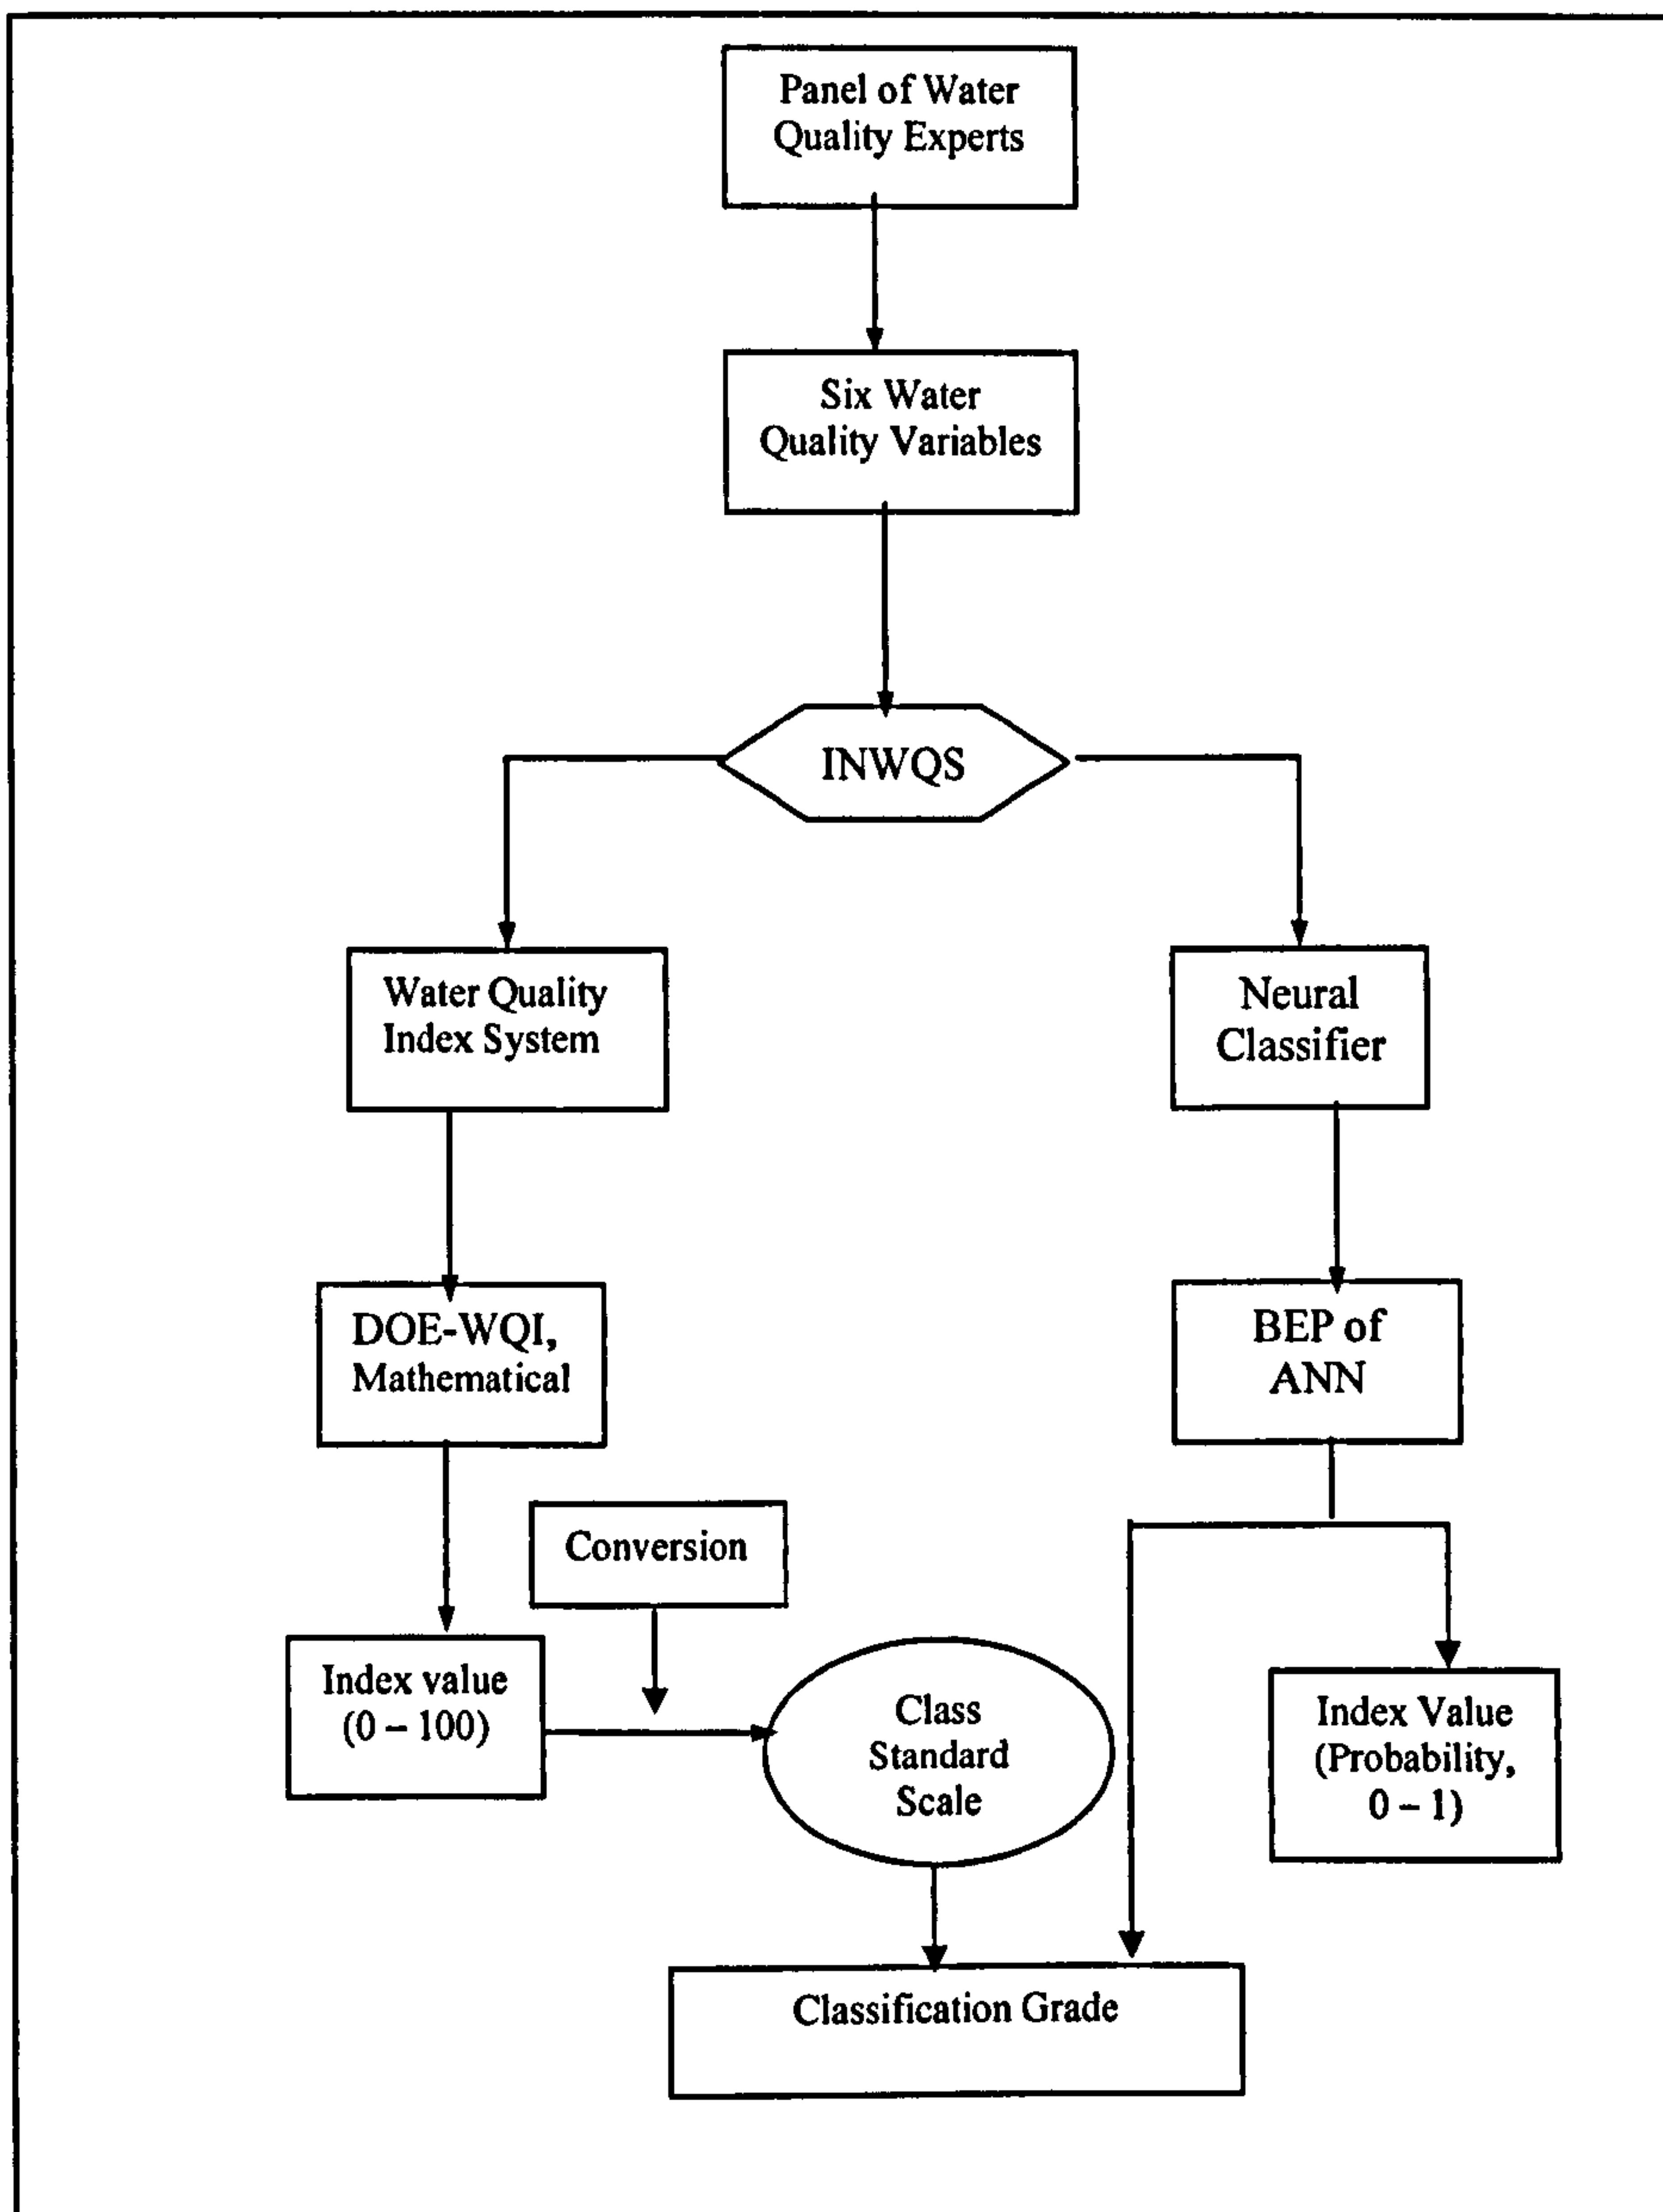 Panel of Water
Quality Experts
Six Water
Quality Variables
INWQS
Water Quality
Index System
Neural
Classifier
DOE-WQI,
Mathematical
BEP of
ANN
Conversion
Index value
(0 – 100)
Class
Standard
Scale
Index Value
(Probability,
0 – 1)
Classification Grade